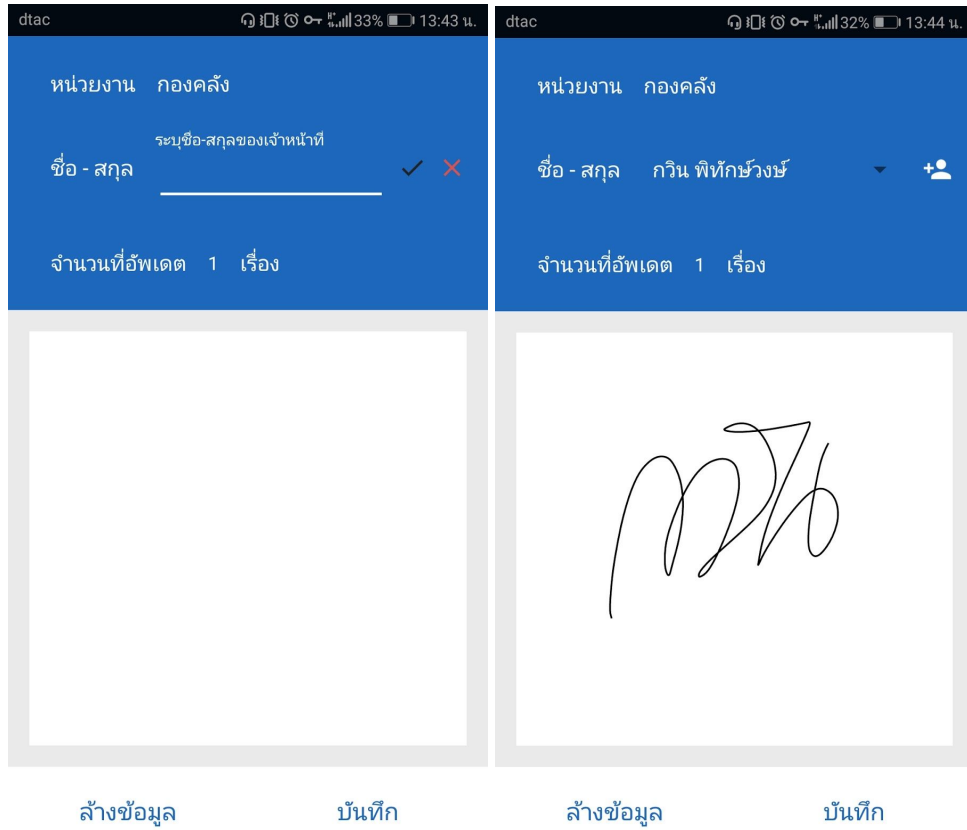 dtac 33% 13:43 น.
หน่วยงาน กองคลัง
ระบุชื่อ-สกุลของเจ้าหน้าที่
ชื่อ - สกุล
จำนวนที่อัพเดต 1 เรื่อง
ล้างข้อมูล บันทึก
dtac 32% 13:44 น.
หน่วยงาน กองคลัง
ชื่อ - สกุล กวิน พิทักษ์วงษ์
จำนวนที่อัพเดต 1 เรื่อง
กวิน
ล้างข้อมูล บันทึก